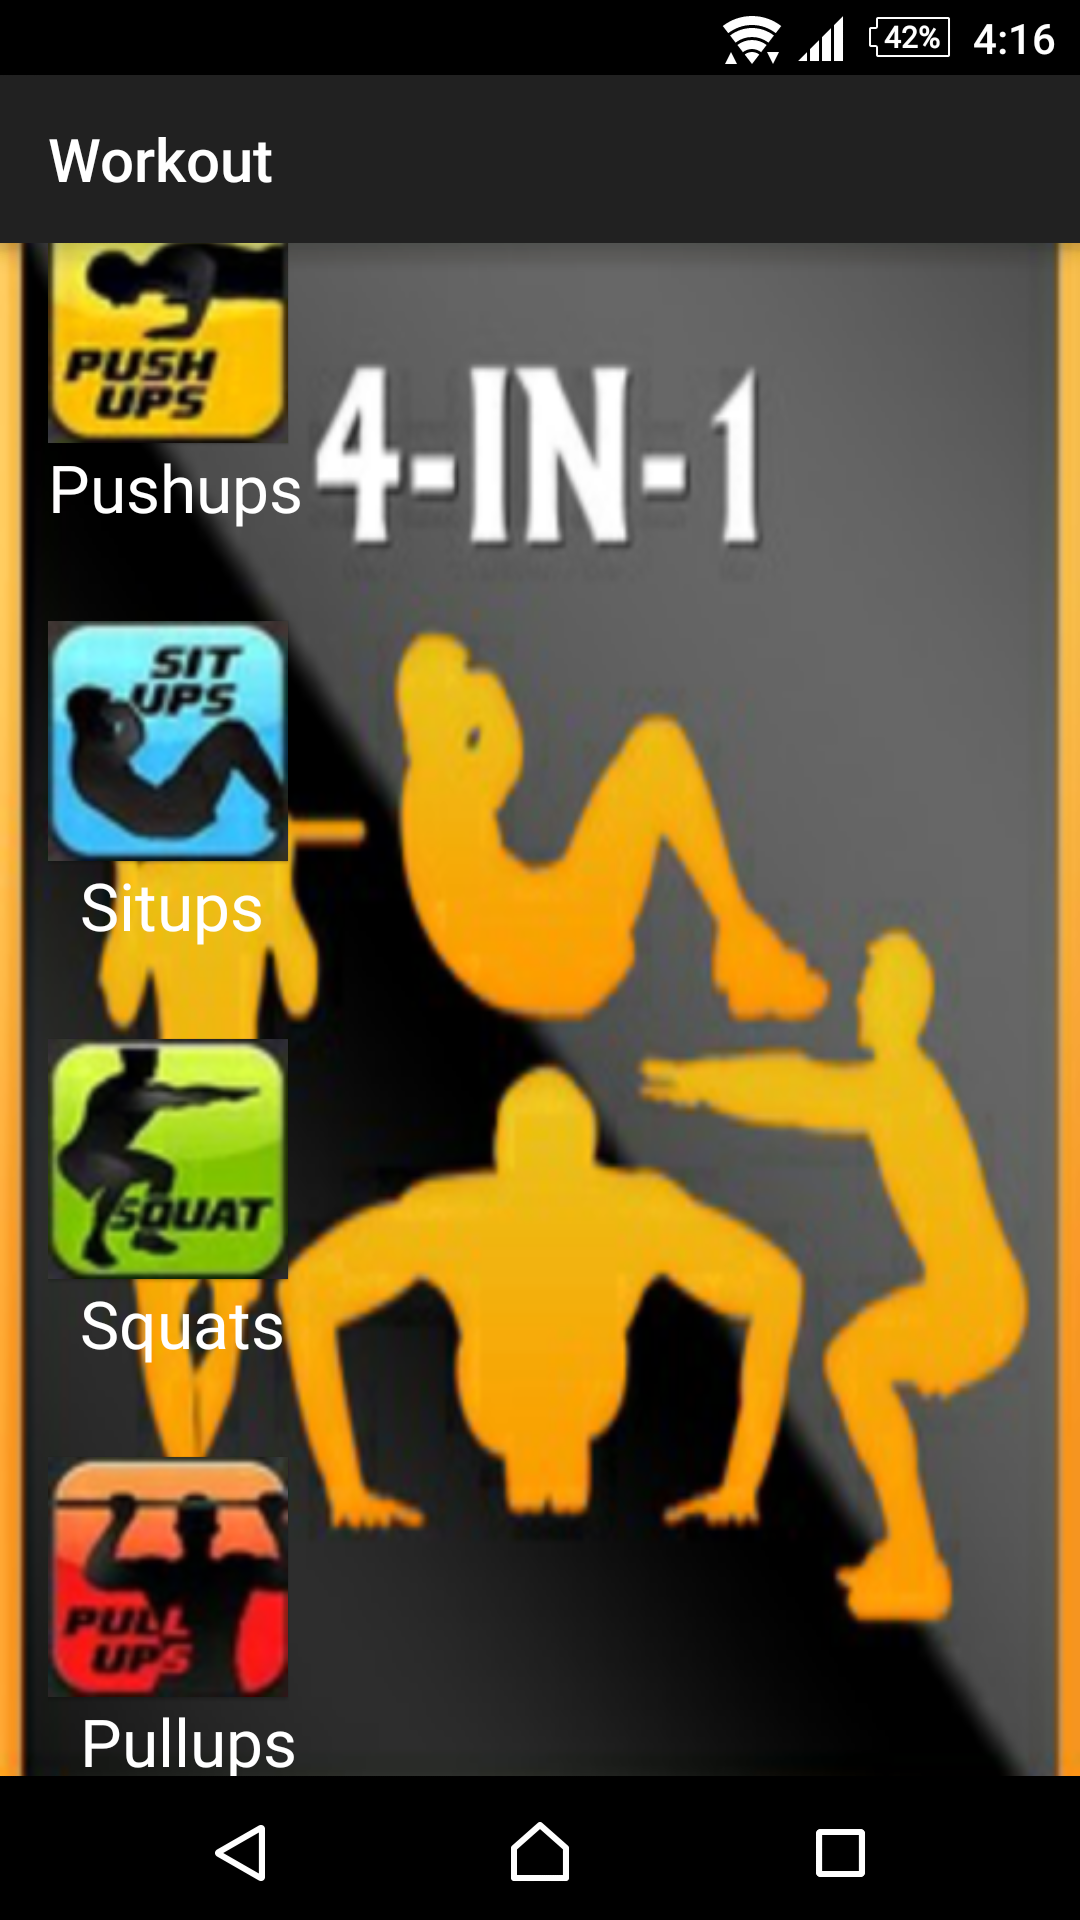 42% 4:16
Workout
PUSH
UPS
Pushups
4-IN-1
SIT
UPS
Situps
SQUAT
Squats
PULL
UPS
Pullups